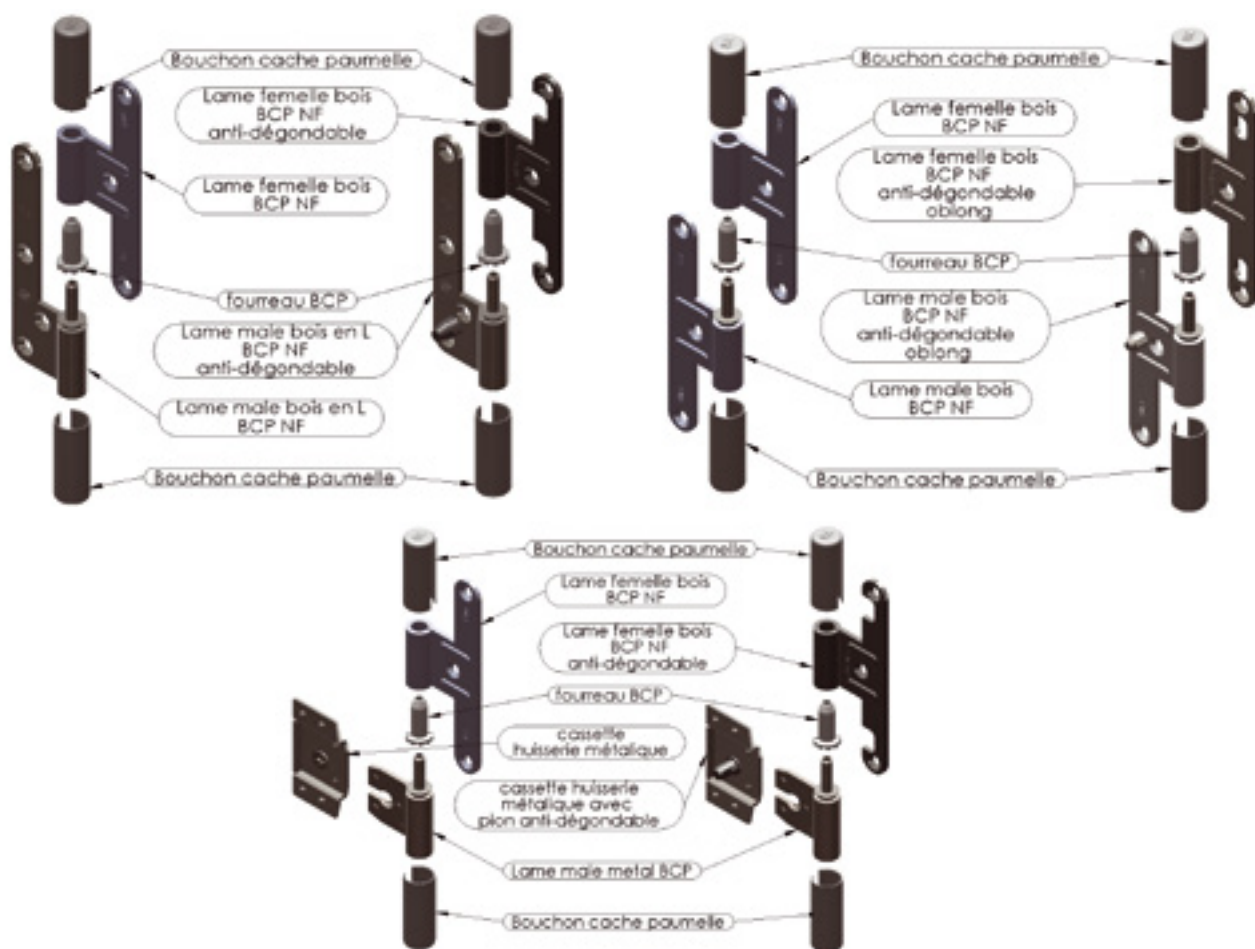 Bouchon cache paumelle
Lame femelle bois
BCP NF
anti-dégondable
Lame femelle bois
BCP NF
fourreau BCP
Lame male bois en L
BCP NF
anti-dégondable
Lame male bois en L
BCP NF
Bouchon cache paumelle
Bouchon cache paumelle
Lame femelle bois
BCP NF
Lame femelle bois
BCP NF
anti-dégondable
oblong
fourreau BCP
Lame male bois
BCP NF
anti-dégondable
oblong
Lame male bois
BCP NF
Bouchon cache paumelle
Bouchon cache paumelle
Lame femelle bois
BCP NF
Lame femelle bois
BCP NF
anti-dégondable
fourreau BCP
cassette
huisserie métalique
cassette huisserie
métalique avec
pion anti-dégondable
Lame male metal BCP
Bouchon cache paumelle